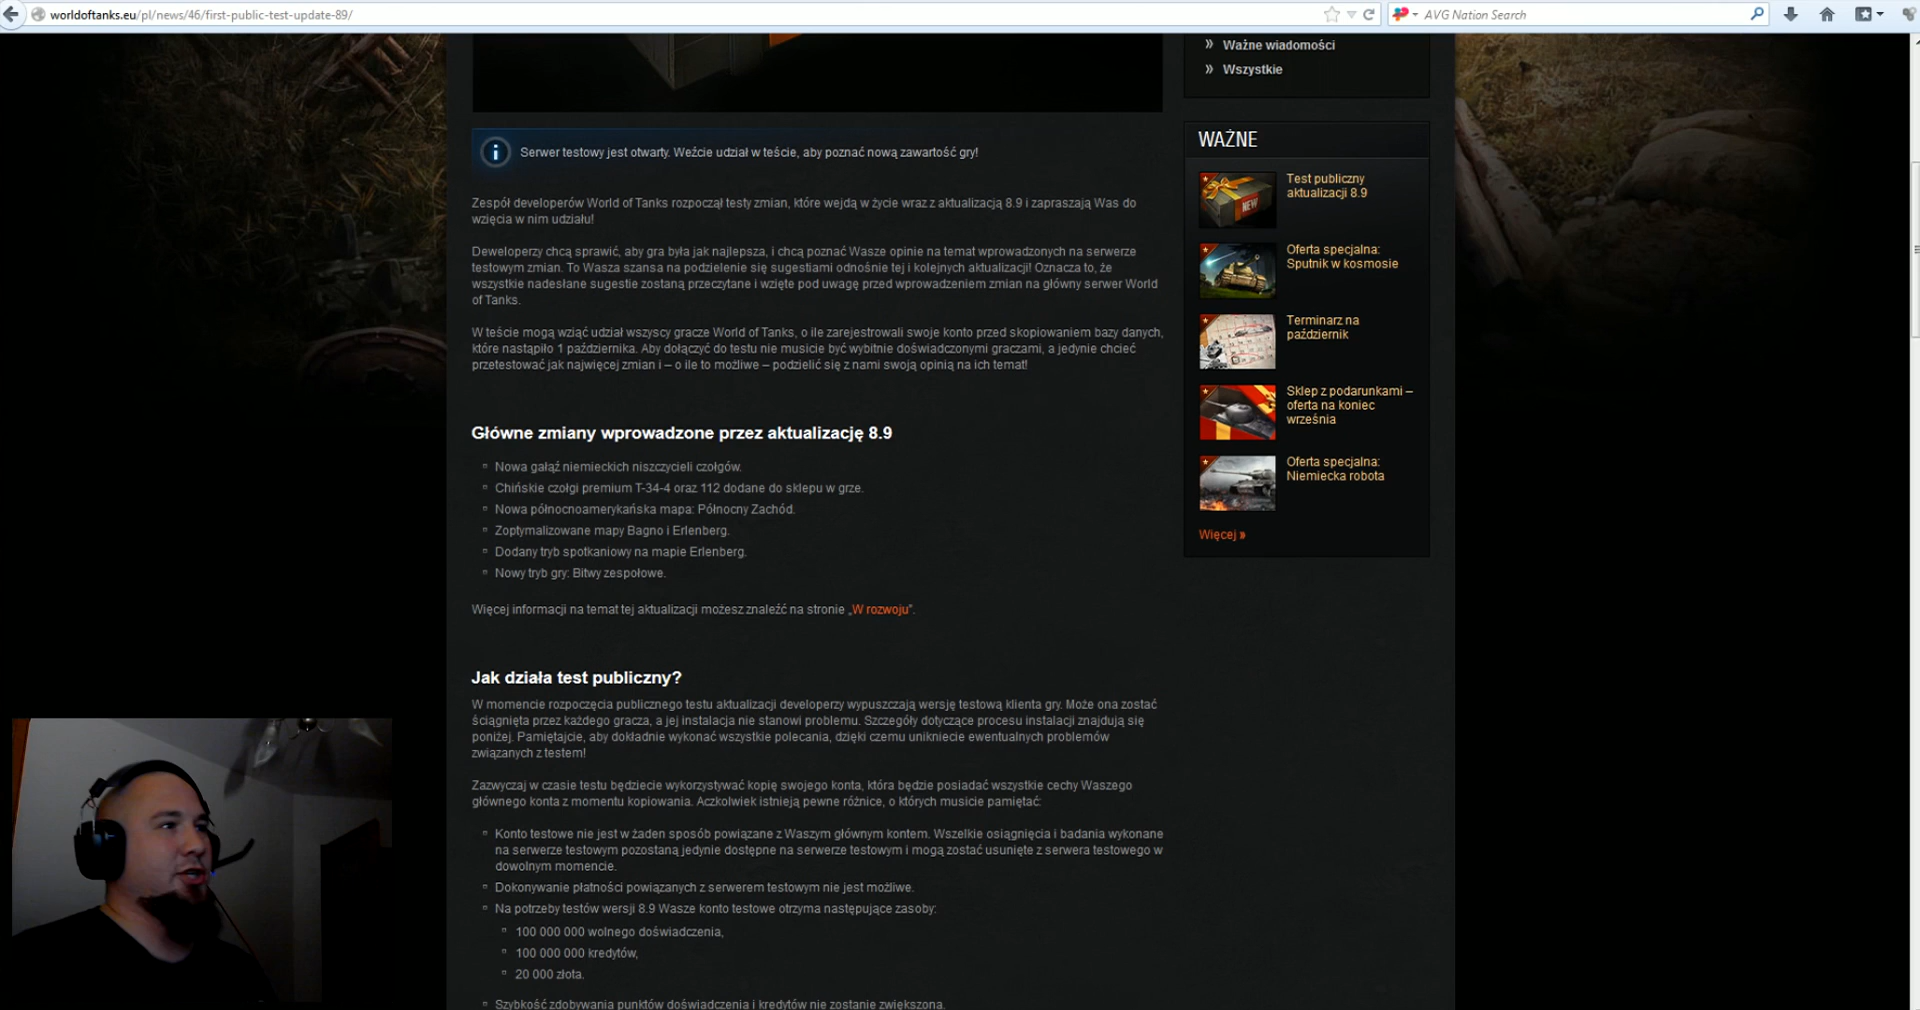 worldoftanks.eu/pl/news/46/first-public-test-update-89/
AVG Nation Search
» Ważne wiadomości
» Wszystkie
Serwer testowy jest otwarty. Weźcie udział w teście, aby poznać nową zawartość gry!
Zespół developerów World of Tanks rozpoczął testy zmian, które wejdą w życie wraz z aktualizacją 8.9 i zapraszają Was do
wzięcia w nim udziału!
Deweloperzy chcą sprawić, aby gra była jak najlepsza, i chcą poznać Wasze opinie na temat wprowadzonych na serwerze
testowym zmian. To Wasza szansa na podzielenie się sugestiami odnośnie tej i kolejnych aktualizacji! Oznacza to, że
wszystkie nadesłane sugestie zostaną przeczytane i wzięte pod uwagę przed wprowadzeniem zmian na główny serwer World
of Tanks.
W teście mogą wziąć udział wszyscy gracze World of Tanks, o ile zarejestrowali swoje konto przed skopiowaniem bazy danych,
które nastąpiło 1 października. Aby dołączyć do testu nie musicie być wybitnie doświadczonymi graczami, a jedynie chcieć
przetestować jak najwięcej zmian i – o ile to możliwe – podzielić się z nami swoją opinią na ich temat!
Główne zmiany wprowadzone przez aktualizację 8.9
Nowa gałąź niemieckich niszczycieli czołgów.
Chińskie czołgi premium T-34-4 oraz 112 dodane do sklepu w grze.
Nowa północnoamerykańska mapa: Północny Zachód.
Zoptymalizowane mapy Bagno i Erlenberg.
Dodany tryb spotkaniowy na mapie Erlenberg.
Nowy tryb gry: Bitwy zespołowe.
Więcej informacji na temat tej aktualizacji możesz znaleźć na stronie „W rozwoju”.
Jak działa test publiczny?
W momencie rozpoczęcia publicznego testu aktualizacji developerzy wypuszczają wersję testową klienta gry. Może ona zostać
ściągnięta przez każdego gracza, a jej instalacja nie stanowi problemu. Szczegóły dotyczące procesu instalacji znajdują się
poniżej. Pamiętajcie, aby dokładnie wykonać wszystkie polecania, dzięki czemu unikniecie ewentualnych problemów
związanych z testem!
Zazwyczaj w czasie testu będziecie wykorzystywać kopię swojego konta, która będzie posiadać wszystkie cechy Waszego
głównego konta z momentu kopiowania. Aczkolwiek istnieją pewne różnice, o których musicie pamiętać:
Konto testowe nie jest w żaden sposób powiązane z Waszym głównym kontem. Wszelkie osiągnięcia i badania wykonane
na serwerze testowym pozostaną jedynie dostępne na serwerze testowym i mogą zostać usunięte z serwera testowego w
dowolnym momencie.
Dokonywanie płatności powiązanych z serwerem testowym nie jest możliwe.
Na potrzeby testów wersji 8.9 Wasze konto testowe otrzyma następujące zasoby:
100 000 000 wolnego doświadczenia,
100 000 000 kredytów,
20 000 złota.
Szybkość zdobywania punktów doświadczenia i kredytów nie zostanie zwiększona.
WAŻNE
NEW
Test publiczny
aktualizacji 8.9
Oferta specjalna:
Sputnik w kosmosie
Terminarz na
październik
Sklep z podarunkami –
oferta na koniec
września
Oferta specjalna:
Niemiecka robota
Więcej »